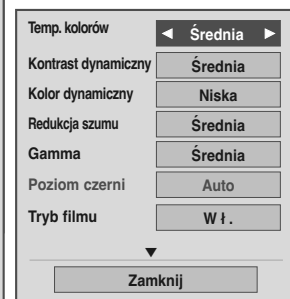 Temp. kolorów ◄ Średnia ►
Kontrast dynamiczny Średnia
Kolor dynamiczny Niska
Redukcja szumu Średnia
Gamma Średnia
Poziom czerni Auto
Tryb filmu Wł.
▼
Zamknij